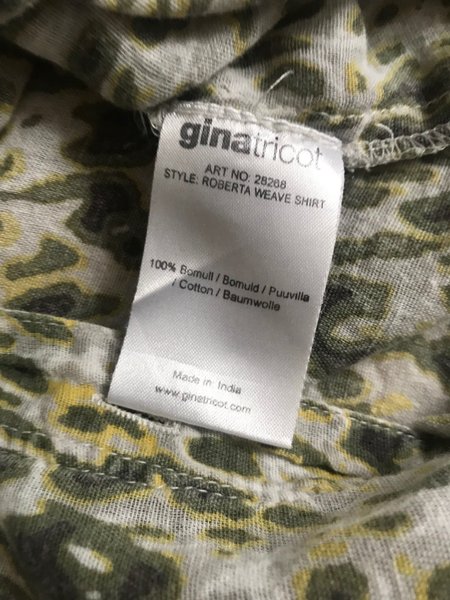 ginatricot
ART NO: 28268
STYLE: ROBERTA WEAVE SHIRT
100% Bomull / Bomuld / Puuvilla
/ Cotton / Baumwolle
Made in India
www.ginatricot.com